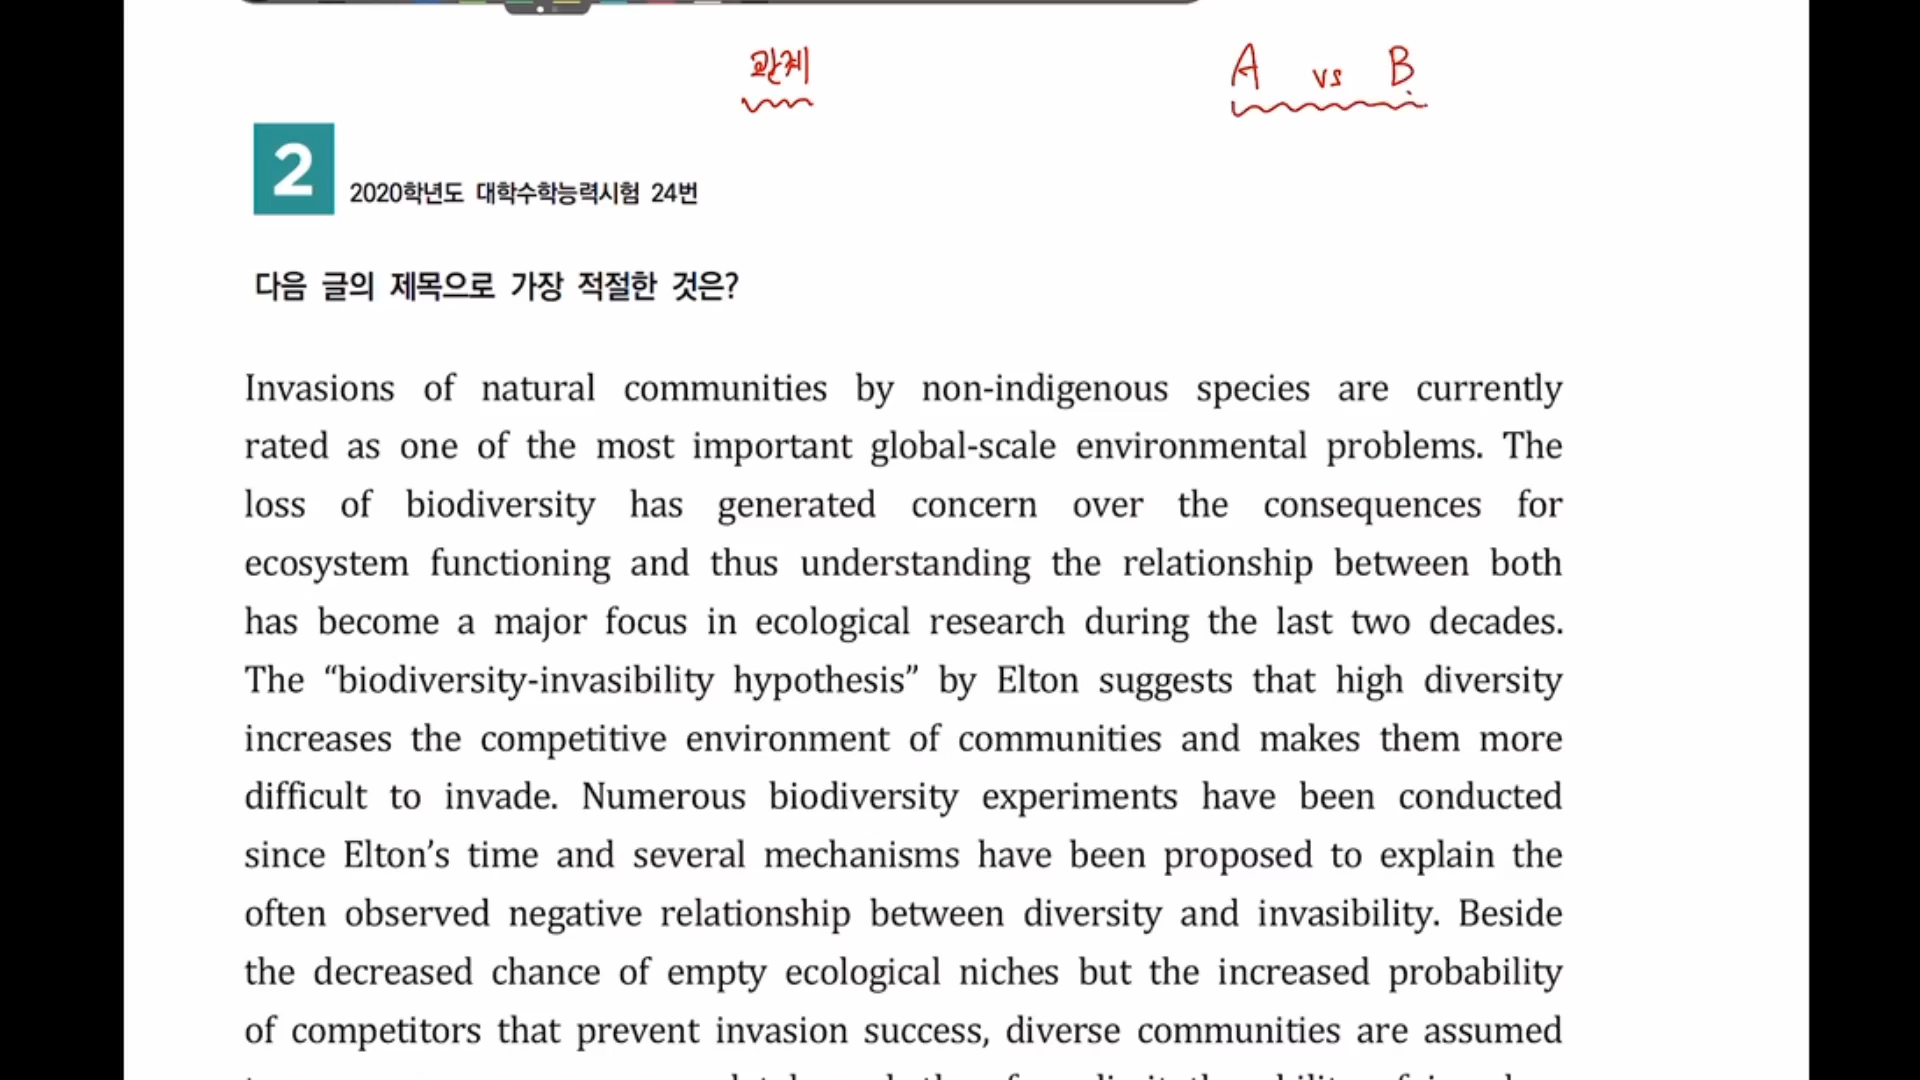 관계
A vs B
2
2020학년도 대학수학능력시험 24번
다음 글의 제목으로 가장 적절한 것은?
Invasions of natural communities by non-indigenous species are currently
rated as one of the most important global-scale environmental problems. The
loss of biodiversity has generated concern over the consequences for
ecosystem functioning and thus understanding the relationship between both
has become a major focus in ecological research during the last two decades.
The “biodiversity-invasibility hypothesis” by Elton suggests that high diversity
increases the competitive environment of communities and makes them more
difficult to invade. Numerous biodiversity experiments have been conducted
since Elton’s time and several mechanisms have been proposed to explain the
often observed negative relationship between diversity and invasibility. Beside
the decreased chance of empty ecological niches but the increased probability
of competitors that prevent invasion success, diverse communities are assumed